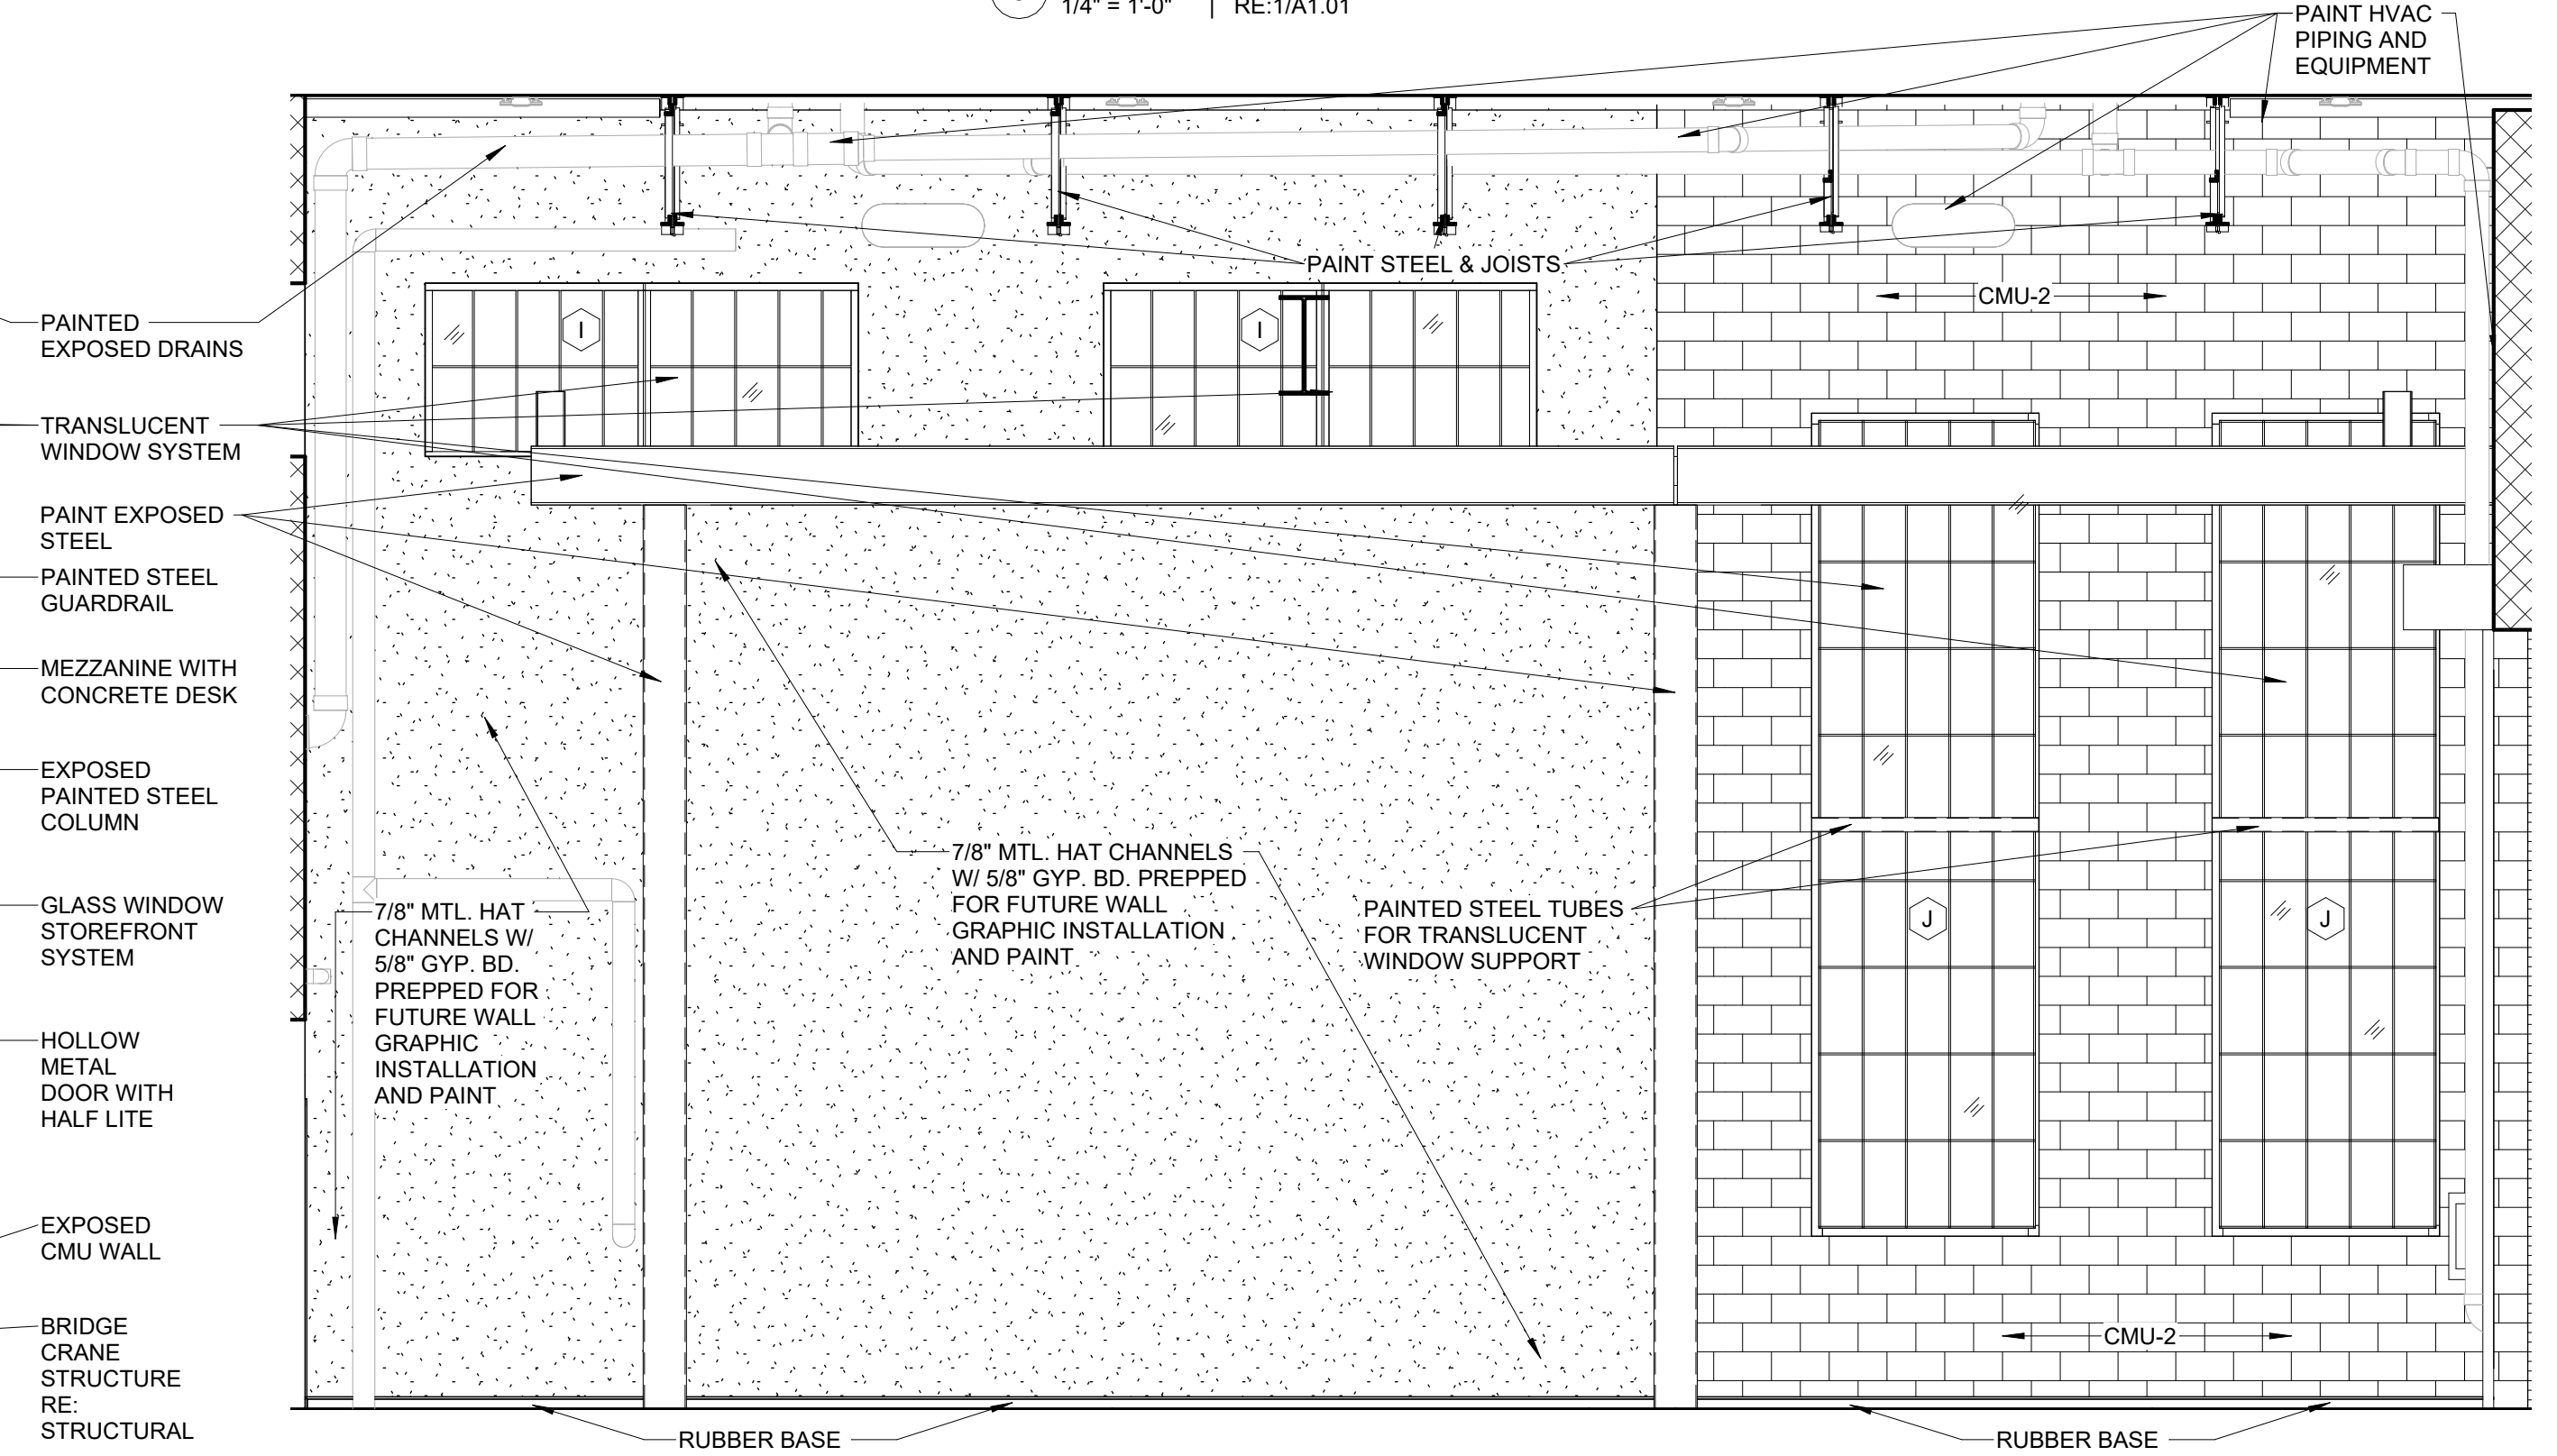 1/4" = 1'-0" | RE:1/A1.01
PAINT HVAC
PIPING AND
EQUIPMENT
PAINT STEEL & JOISTS
CMU-2
PAINTED
EXPOSED DRAINS
I
I
TRANSLUCENT
WINDOW SYSTEM
PAINT EXPOSED
STEEL
PAINTED STEEL
GUARDRAIL
MEZZANINE WITH
CONCRETE DESK
EXPOSED
PAINTED STEEL
COLUMN
GLASS WINDOW
STOREFRONT
SYSTEM
HOLLOW
METAL
DOOR WITH
HALF LITE
EXPOSED
CMU WALL
BRIDGE
CRANE
STRUCTURE
RE:
STRUCTURAL
7/8" MTL. HAT
CHANNELS W/
5/8" GYP. BD.
PREPPED FOR
FUTURE WALL
GRAPHIC
INSTALLATION
AND PAINT
7/8" MTL. HAT CHANNELS
W/ 5/8" GYP. BD. PREPPED
FOR FUTURE WALL
GRAPHIC INSTALLATION
AND PAINT
PAINTED STEEL TUBES
FOR TRANSLUCENT
WINDOW SUPPORT
J
J
CMU-2
RUBBER BASE
RUBBER BASE